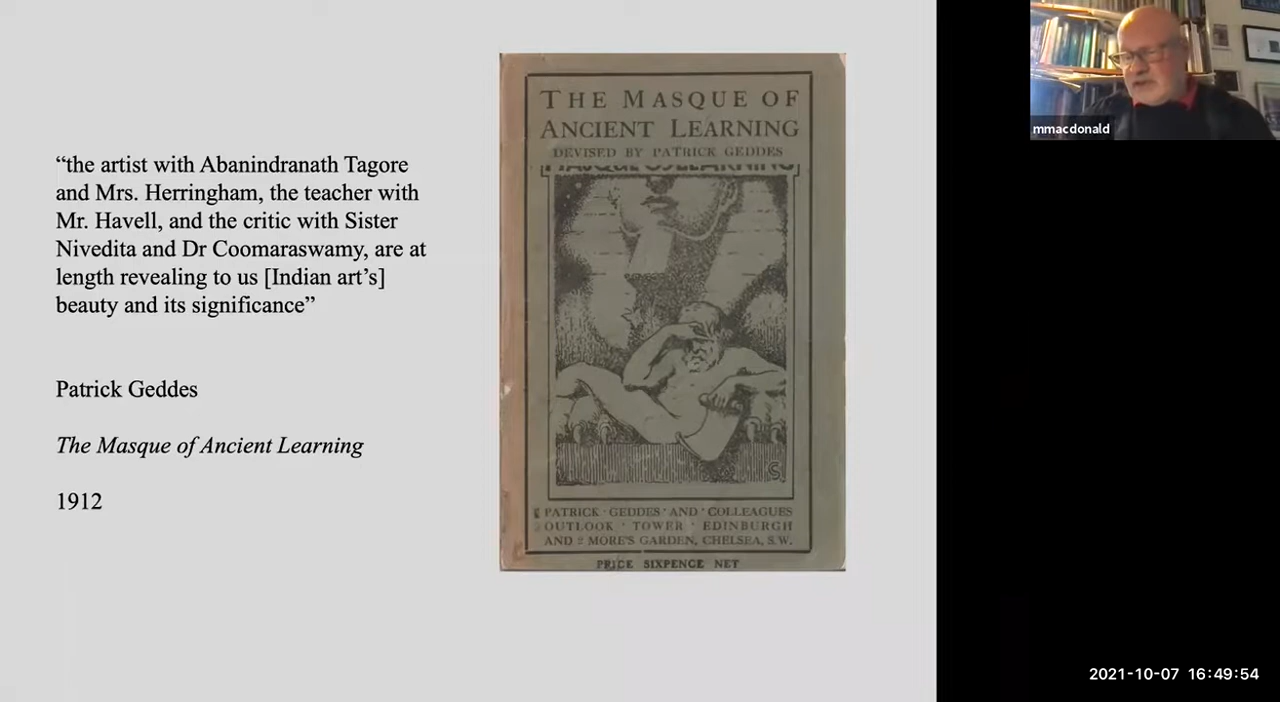 “the artist with Abanindranath Tagore
and Mrs. Herringham, the teacher with
Mr. Havell, and the critic with Sister
Nivedita and Dr Coomaraswamy, are at
length revealing to us [Indian art’s]
beauty and its significance”
Patrick Geddes
The Masque of Ancient Learning
1912
THE MASQUE OF
ANCIENT LEARNING
DEVISED BY PATRICK GEDDES
MASQUE OF LEARNING
PATRICK · GEDDES · AND · COLLEAGUES
OUTLOOK · TOWER · EDINBURGH
AND 2 MORE'S GARDEN, CHELSEA, S.W.
PRICE SIXPENCE NET
mmacdonald
2021-10-07 16:49:54